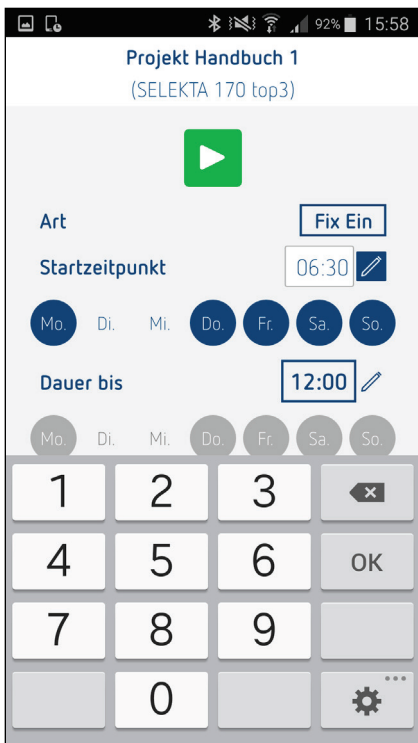 92% 15:58
Projekt Handbuch 1
(SELEKTA 170 top3)
Art Fix Ein
Startzeitpunkt 06:30
Mo. Di. Mi. Do. Fr. Sa. So.
Dauer bis 12:00
Mo. Di. Mi. Do. Fr. Sa. So.
1 2 3
4 5 6 OK
7 8 9
0